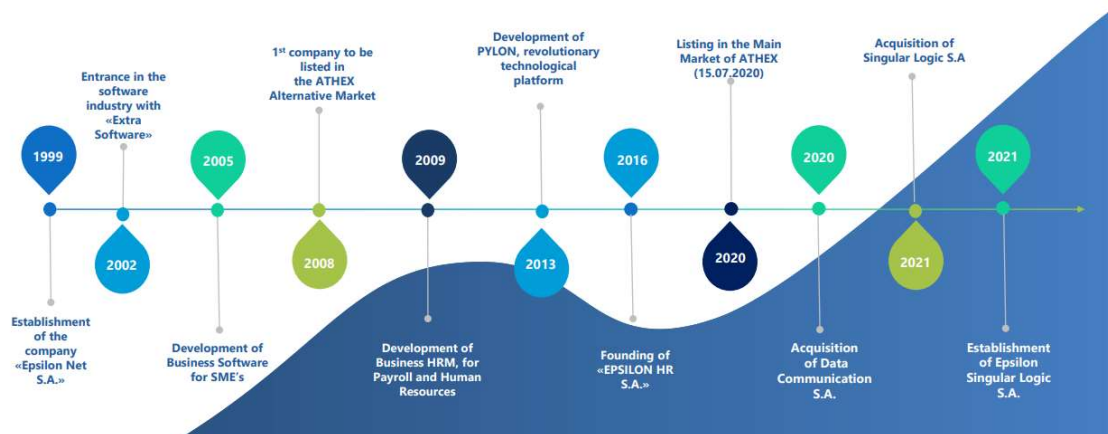 1999
Establishment
of the
company
«Epsilon Net
S.A.»
Entrance in the
software
industry with
«Extra
Software»
2002
2005
Development of
Business Software
for SME's
1st company to be
listed in
the ATHEX
Alternative Market
2008
2009
Development of
Business HRM, for
Payroll and Human
Resources
Development of
PYLON, revolutionary
technological
platform
2013
2016
Founding of
«EPSILON HR
S.A.»
Listing in the Main
Market of ATHEX
(15.07.2020)
2020
2020
Acquisition
of Data
Communication
S.A.
Acquisition of
Singular Logic S.A
2021
2021
Establishment
of Epsilon
Singular Logic
S.A.